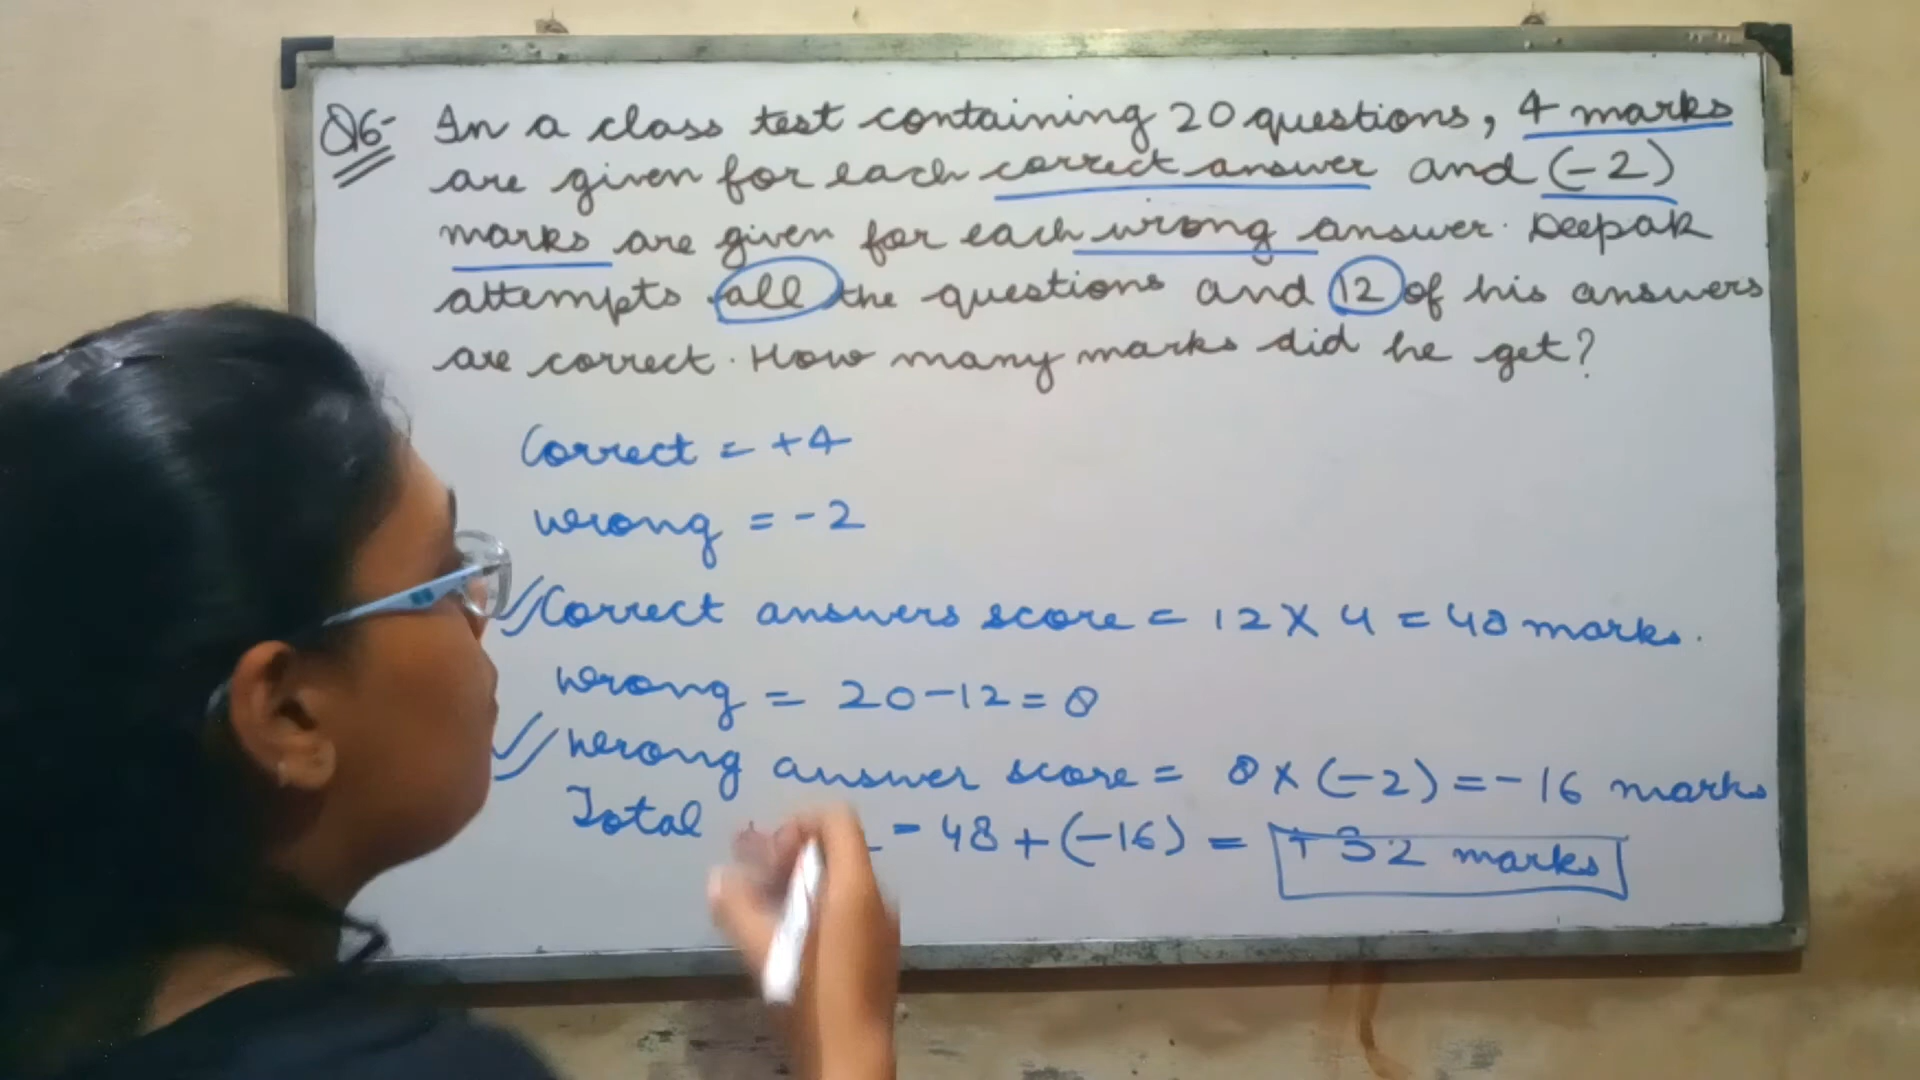 Q6- In a class test containing 20 questions, 4 marks
are given for each correct answer and (-2)
marks are given for each wrong answer. Deepak
attempts all the questions and 12 of his answers
are correct. How many marks did he get?
Correct = +4
wrong = -2
Correct answers score = 12 × 4 = 48 marks.
wrong = 20-12 = 8
wrong answer score = 8 × (-2) = -16 marks
Total = 48 + (-16) = +32 marks